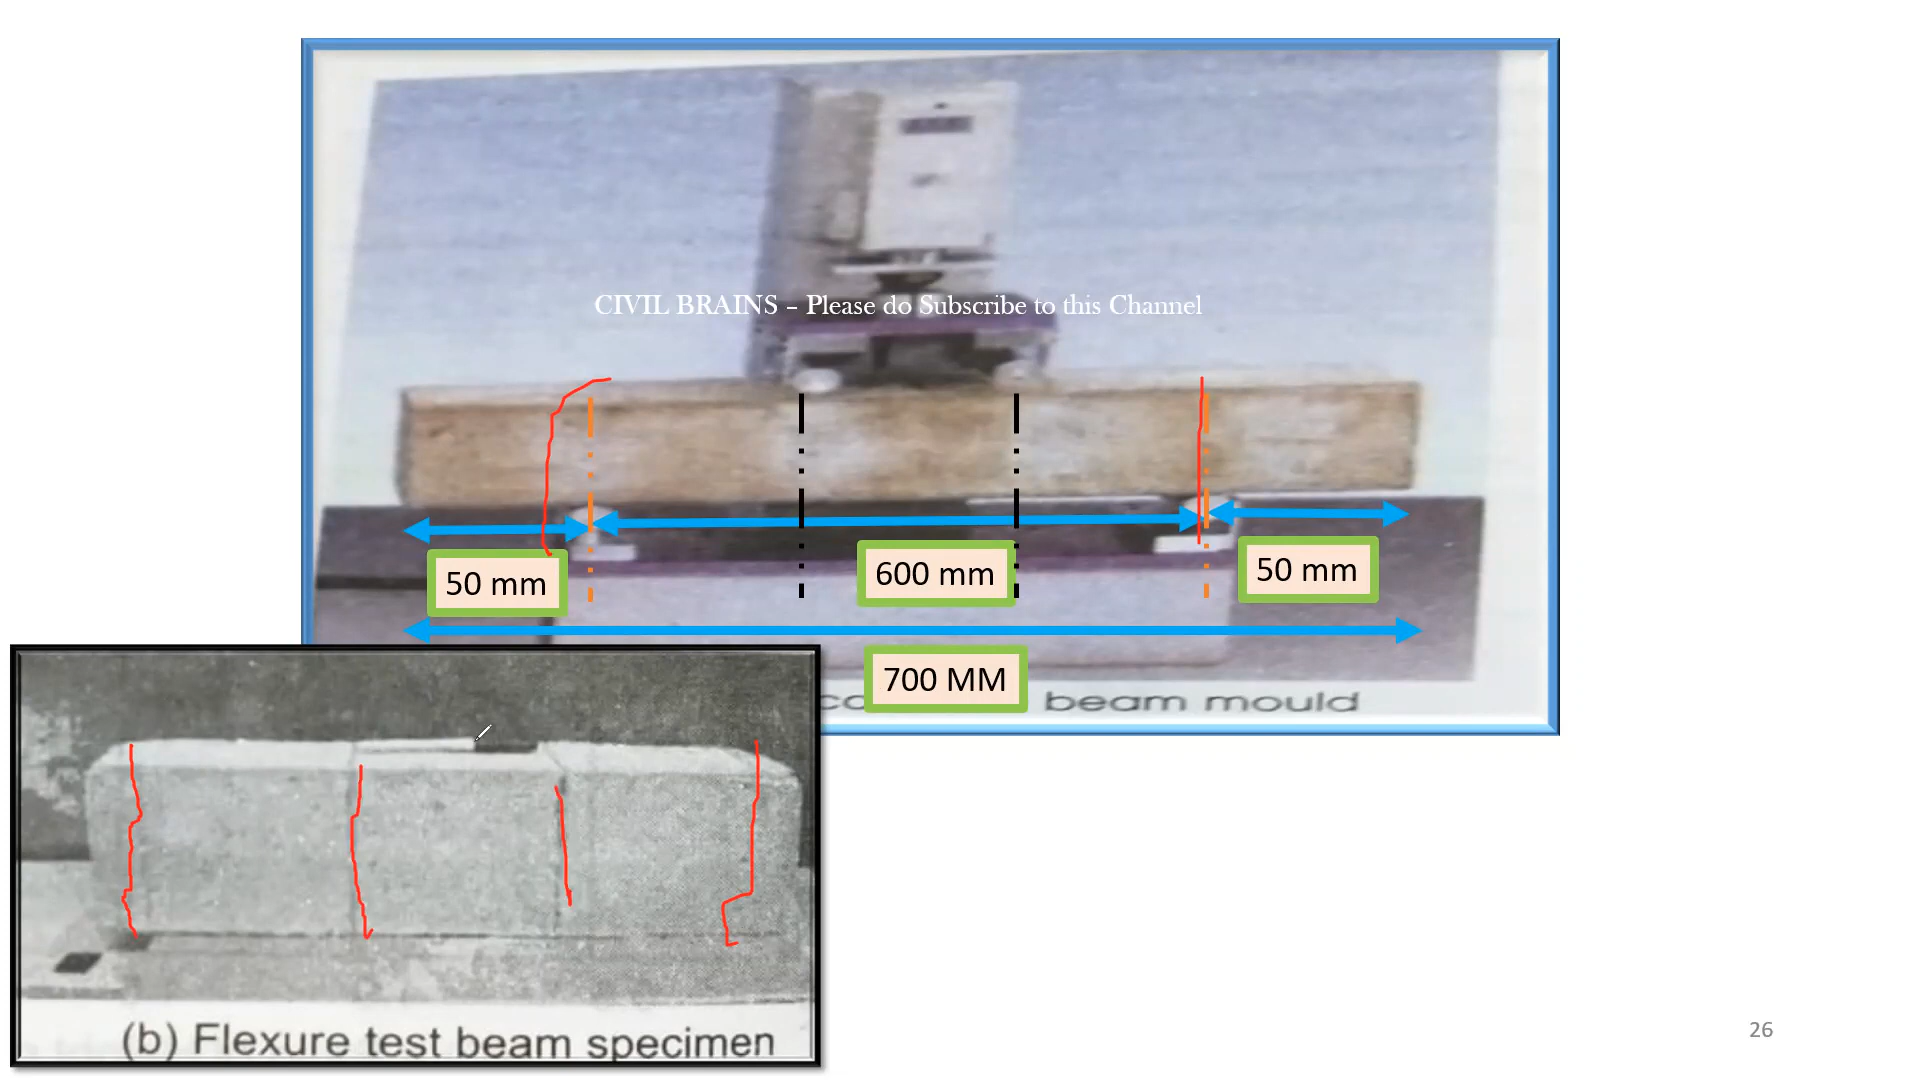 CIVIL BRAINS – Please do Subscribe to this Channel
50 mm
600 mm
50 mm
700 MM
beam mould
(b) Flexure test beam specimen
26